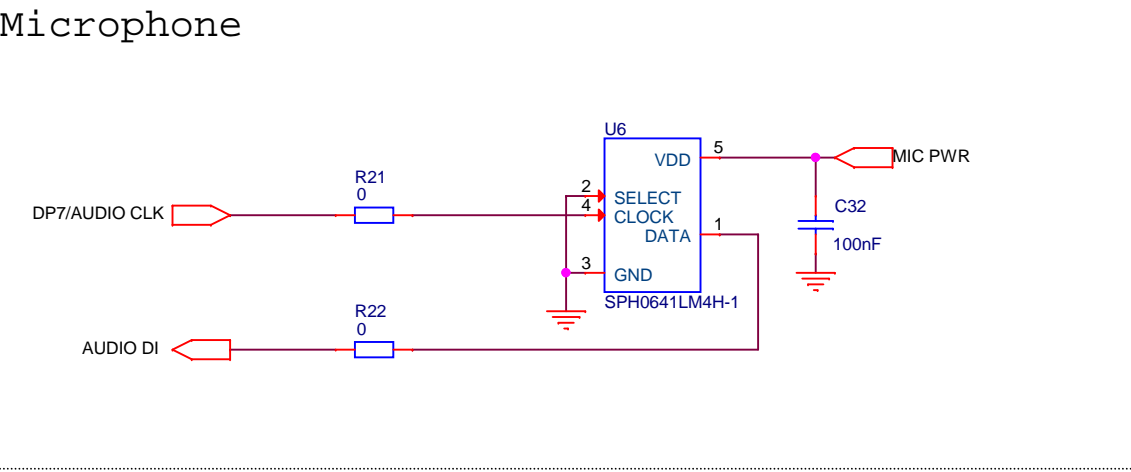 Microphone
U6
5
VDD
MIC PWR
R21
0
2
SELECT
4
CLOCK
DP7/AUDIO CLK
C32
1
DATA
100nF
3
GND
SPH0641LM4H-1
R22
0
AUDIO DI